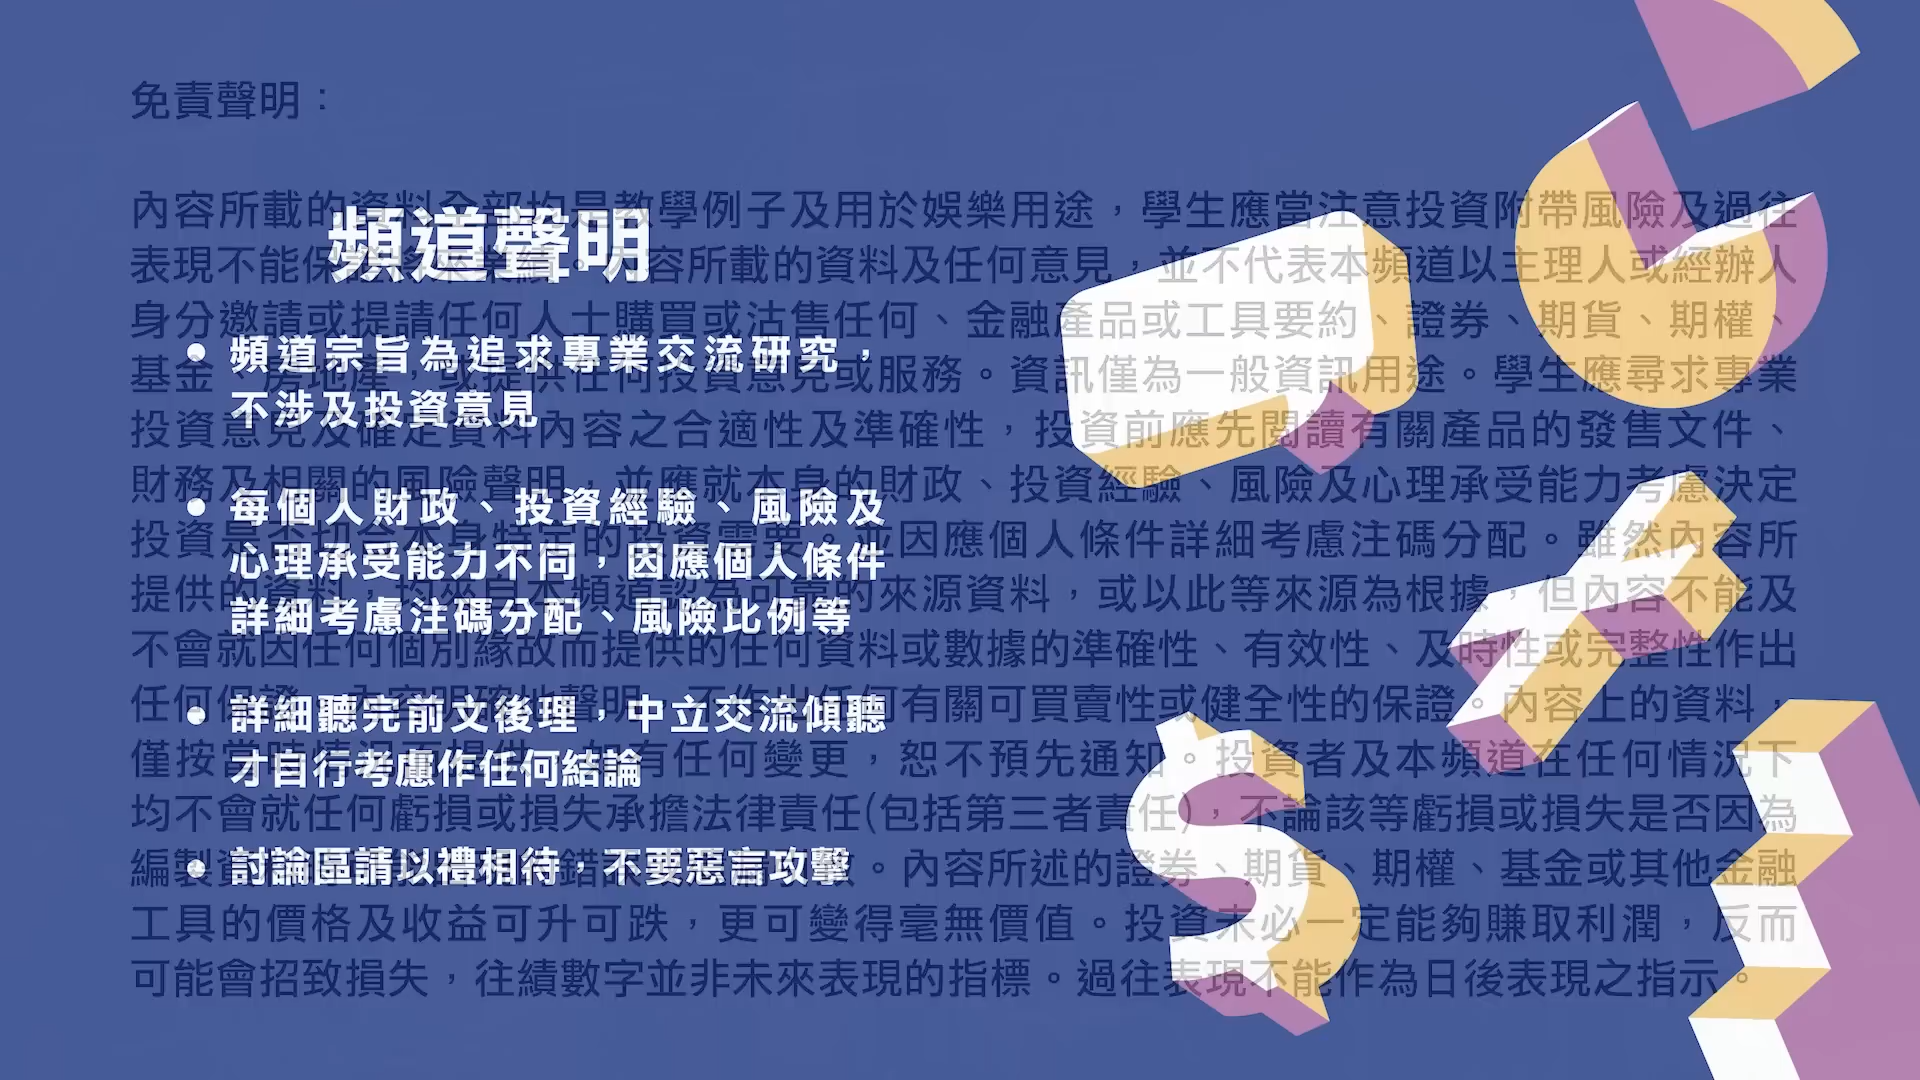 免責聲明：
內容所載的資料全部均是教學例子及用於娛樂用途，學生應當注意投資附帶風險及過往
表現不能保 容所載的資料及任何意見，並不代表本頻道以主理人或經辦人
身分邀請或提請任何人士購買或沽售任何、金融產品或工具要約、證券、期貨、期權、
基金、房地產，或提供任何投資意見或服務。資訊僅為一般資訊用途。學生應尋求專業
投資意見及確定資料內容之合適性及準確性，投資前應先閱讀有關產品的發售文件、
財務及相關的風險聲明，並應就本身的財政、投資經驗、風險及心理承受能力考慮決定
投資是否切合本身特定的投資需要。並因應個人條件詳細考慮注碼分配。雖然內容所
提供的資料，均來自本頻道認為可靠的來源資料，或以此等來源為根據，但內容不能及
不會就因任何個別緣故而提供的任何資料或數據的準確性、有效性、及時性或完整性作出
任何保證。內容明確地聲明，不作出任何有關可買賣性或健全性的保證。內容上的資料，
僅按當時情況 有任何變更，恕不預先通知。投資者及本頻道在任何情況下
均不會就任何虧損或損失承擔法律責任(包括第三者責任)，不論該等虧損或損失是否因為
編製資 錯 。內容所述的證券、期貨、期權、基金或其他金融
工具的價格及收益可升可跌，更可變得毫無價值。投資未必一定能夠賺取利潤，反而
可能會招致損失，往績數字並非未來表現的指標。過往表現不能作為日後表現之指示。
頻道聲明
• 頻道宗旨為追求專業交流研究，
不涉及投資意見
• 每個人財政、投資經驗、風險及
心理承受能力不同，因應個人條件
詳細考慮注碼分配、風險比例等
• 詳細聽完前文後理，中立交流傾聽
才自行考慮作任何結論
• 討論區請以禮相待，不要惡言攻擊